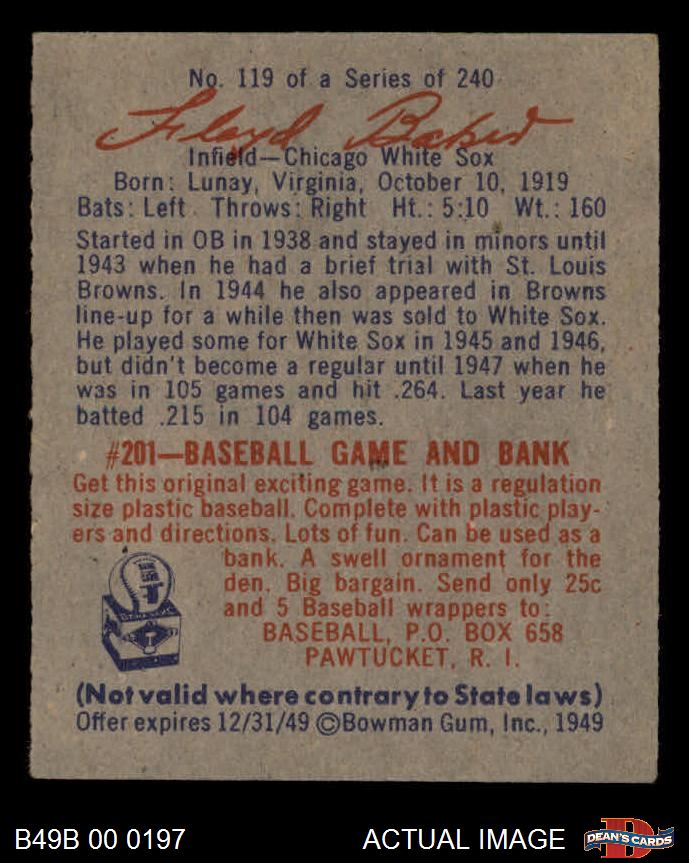 No. 119 of a Series of 240
Floyd Baker
Infield—Chicago White Sox
Born: Lunay, Virginia, October 10, 1919
Bats: Left Throws: Right Ht.: 5:10 Wt.: 160
Started in OB in 1938 and stayed in minors until
1943 when he had a brief trial with St. Louis
Browns. In 1944 he also appeared in Browns
line-up for a while then was sold to White Sox.
He played some for White Sox in 1945 and 1946,
but didn't become a regular until 1947 when he
was in 105 games and hit .264. Last year he
batted .215 in 104 games.
#201—BASEBALL GAME AND BANK
Get this original exciting game. It is a regulation
size plastic baseball. Complete with plastic play-
ers and directions. Lots of fun. Can be used as a
bank. A swell ornament for the
den. Big bargain. Send only 25c
and 5 Baseball wrappers to:
BASEBALL, P.O. BOX 658
PAWTUCKET, R. I.
(Not valid where contrary to State laws)
Offer expires 12/31/49 ©Bowman Gum, Inc., 1949
B49B 00 0197
ACTUAL IMAGE
DEAN'S CARDS